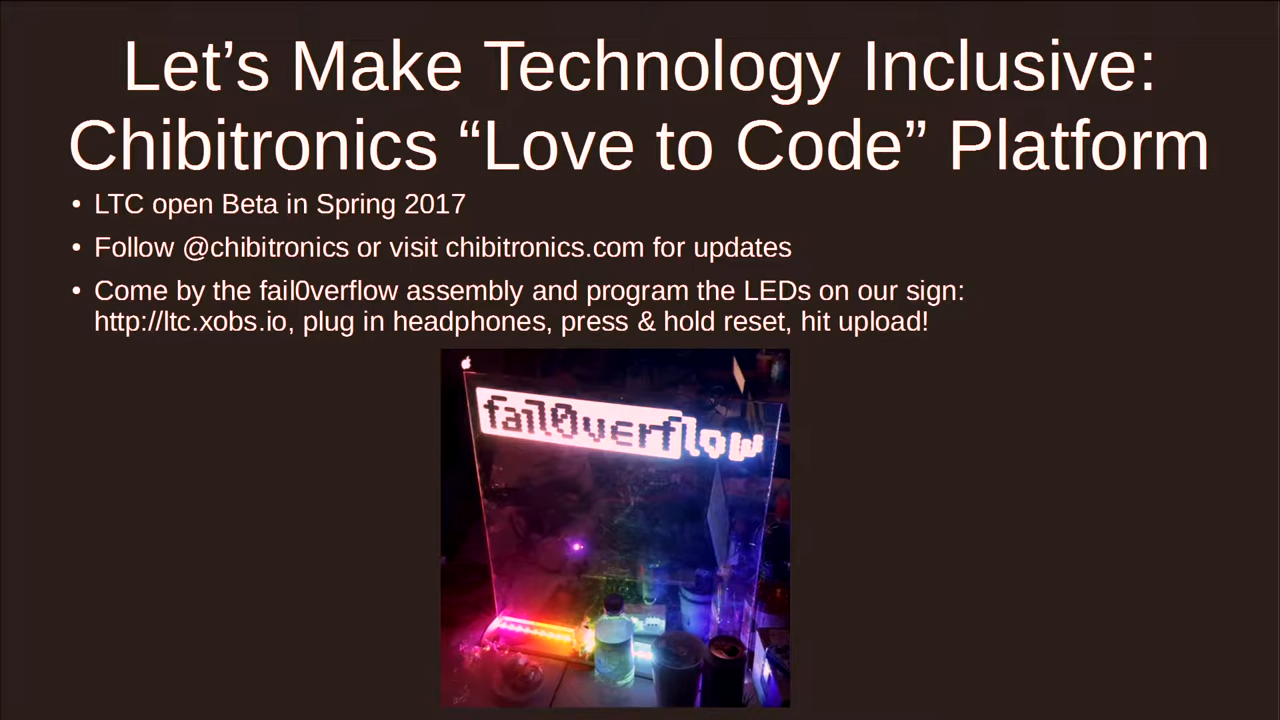 Let’s Make Technology Inclusive:
Chibitronics “Love to Code” Platform
• LTC open Beta in Spring 2017
• Follow @chibitronics or visit chibitronics.com for updates
• Come by the fail0verflow assembly and program the LEDs on our sign:
http://ltc.xobs.io, plug in headphones, press & hold reset, hit upload!
fail0verflow